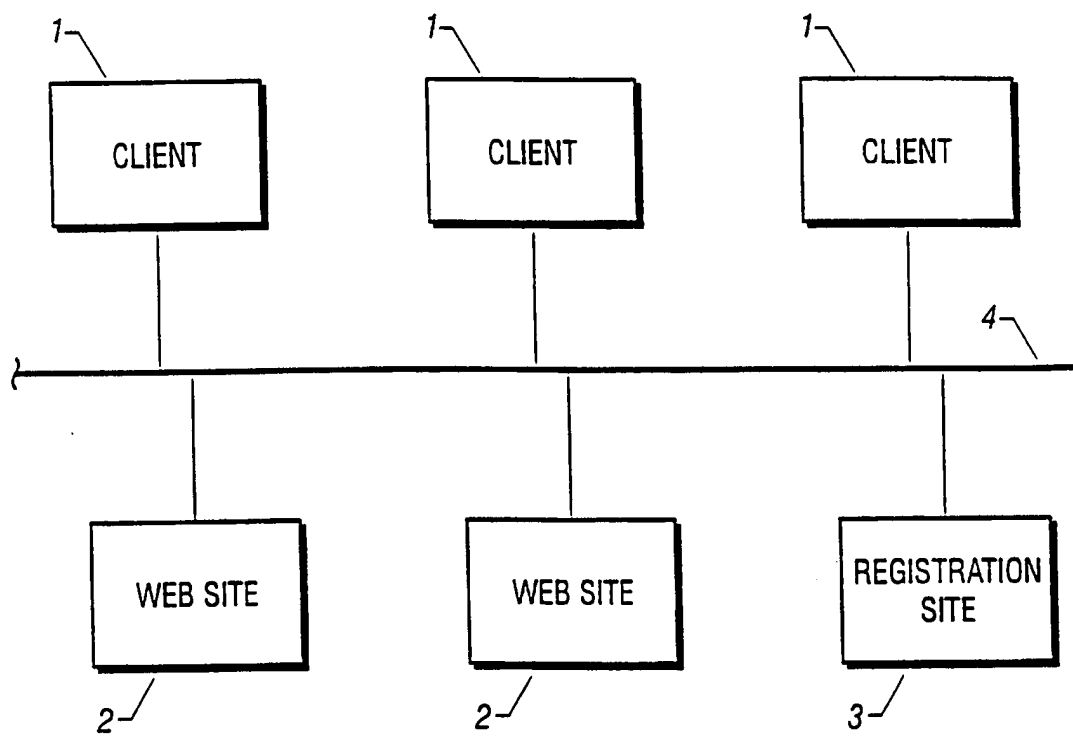 1 1 1
CLIENT CLIENT CLIENT
4
WEB SITE WEB SITE REGISTRATION
SITE
2 2 3